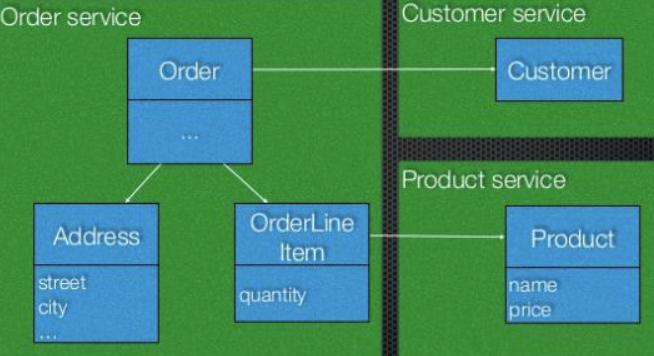 Order service
Customer service
Order
Customer
...
Product service
Address
OrderLine
Item
Product
street
city
...
quantity
name
price